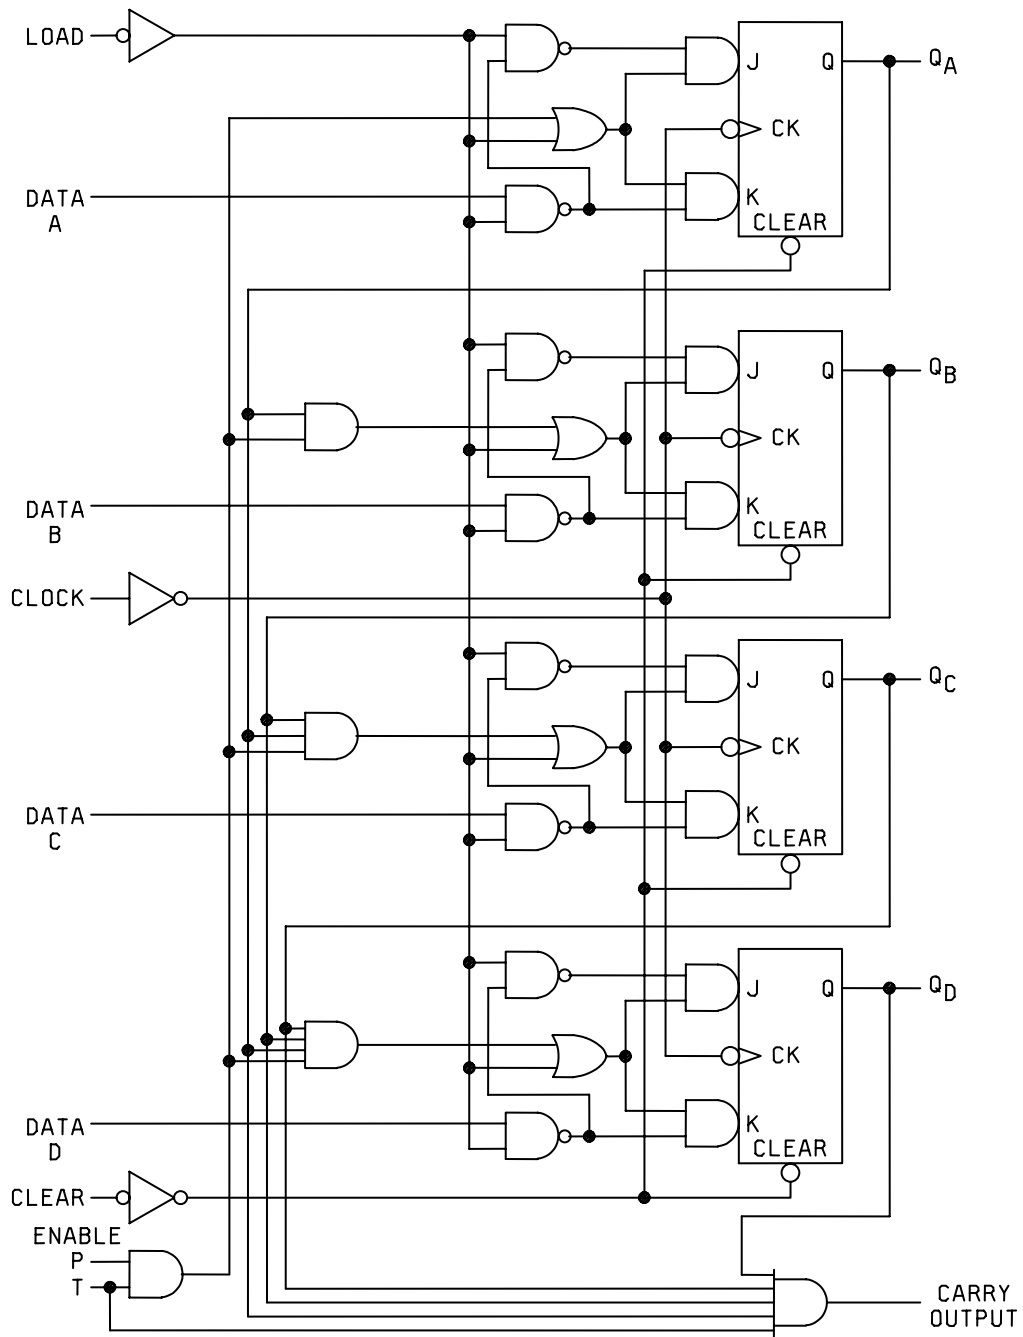 LOAD
J Q QA
CK
DATA
A
K
CLEAR
J Q QB
CK
DATA
B
K
CLEAR
CLOCK
J Q QC
CK
DATA
C
K
CLEAR
J Q QD
CK
DATA
D
K
CLEAR
CLEAR
ENABLE
P
T
CARRY
OUTPUT